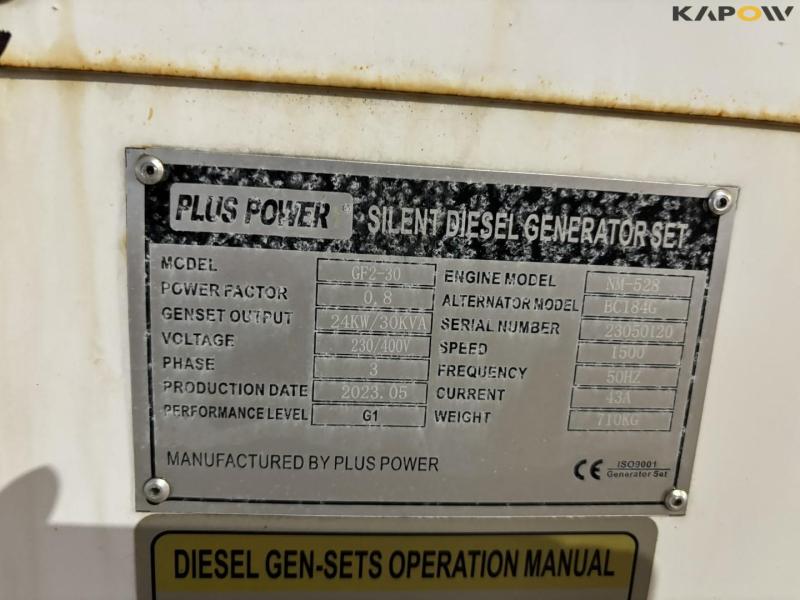 KAPOW
PLUS POWER SILENT DIESEL GENERATOR SET
MODEL GF2-30 ENGINE MODEL NM-528
POWER FACTOR 0.8 ALTERNATOR MODEL BC184G
GENSET OUTPUT 24KW/30KVA SERIAL NUMBER 23050120
VOLTAGE 230/400V SPEED 1500
PHASE 3 FREQUENCY 50HZ
PRODUCTION DATE 2023.05 CURRENT 43A
PERFORMANCE LEVEL G1 WEIGHT 710KG
MANUFACTURED BY PLUS POWER CE ISO9001
Generator Set
DIESEL GEN-SETS OPERATION MANUAL